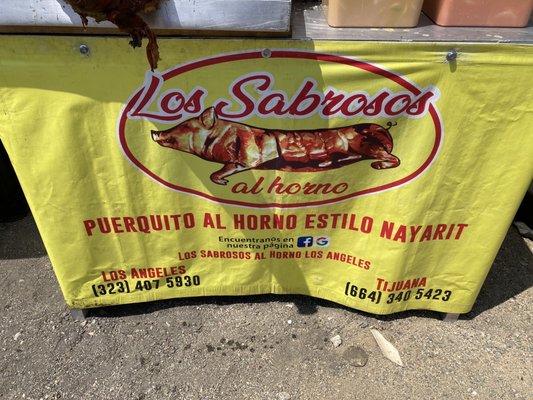 Los Sabrosos
al horno
PUERQUITO AL HORNO ESTILO NAYARIT
Encuentranos en
nuestra página
LOS SABROSOS AL HORNO LOS ANGELES
LOS ANGELES
(323) 407 5930
TIJUANA
(664) 340 5423